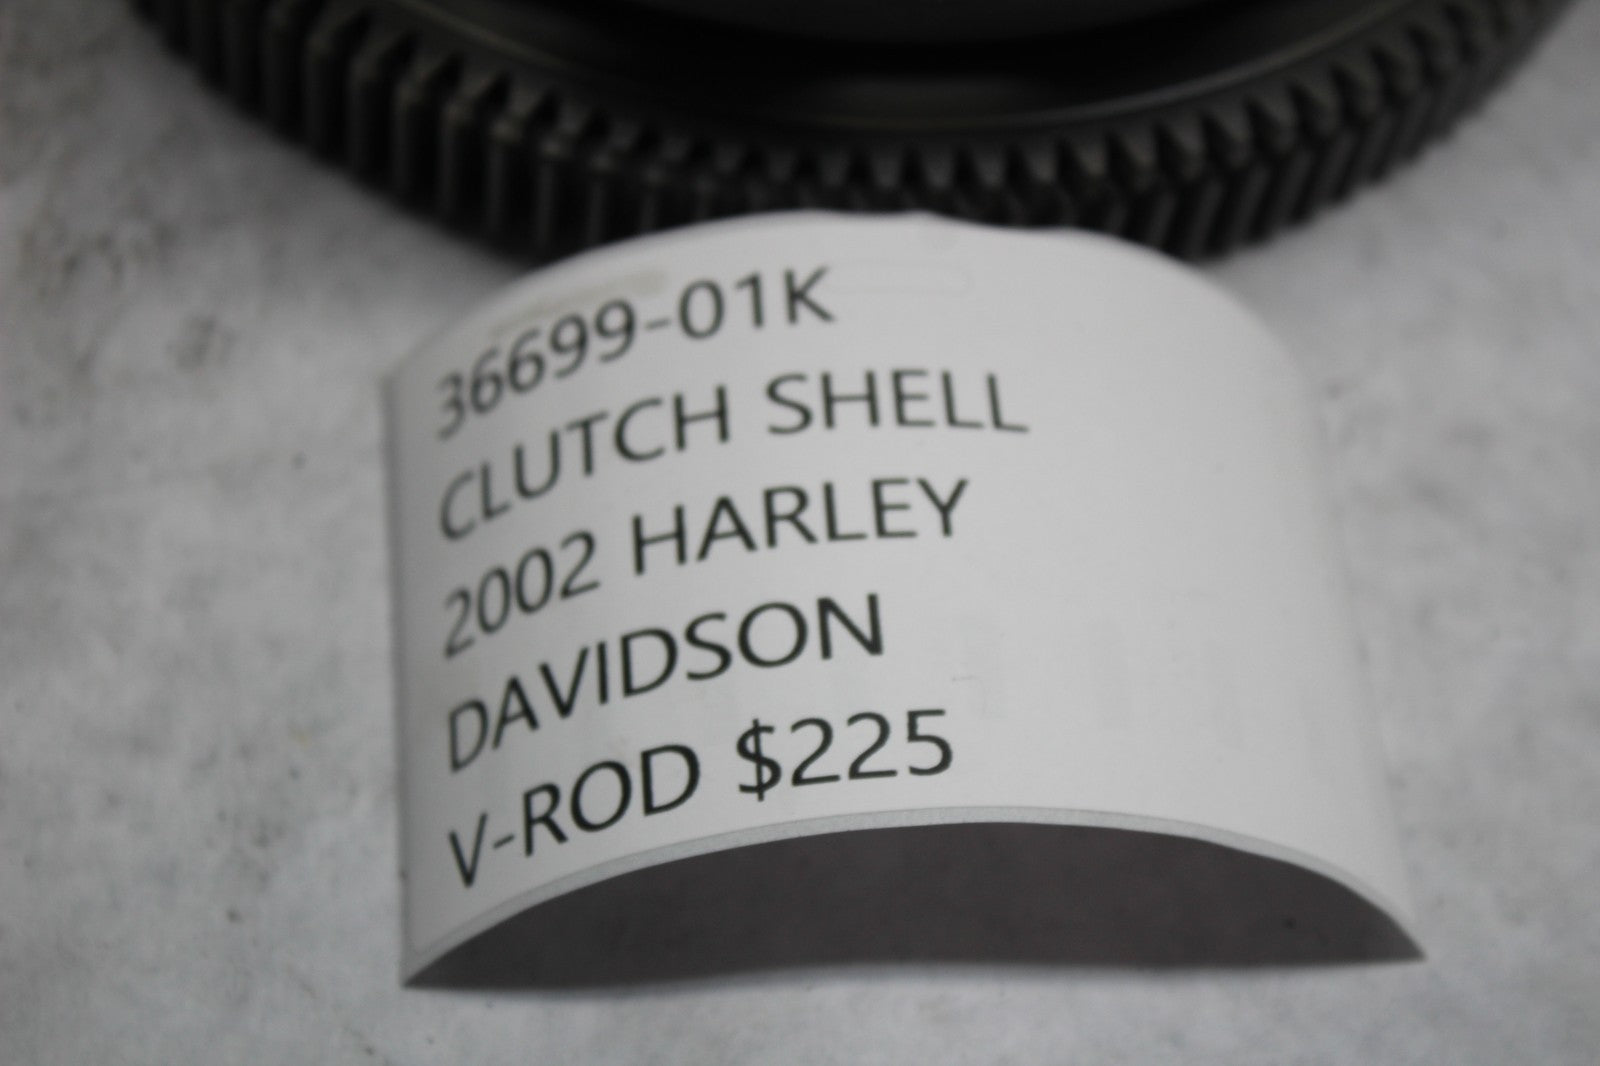 36699-01K
CLUTCH SHELL
2002 HARLEY
DAVIDSON
V-ROD $225